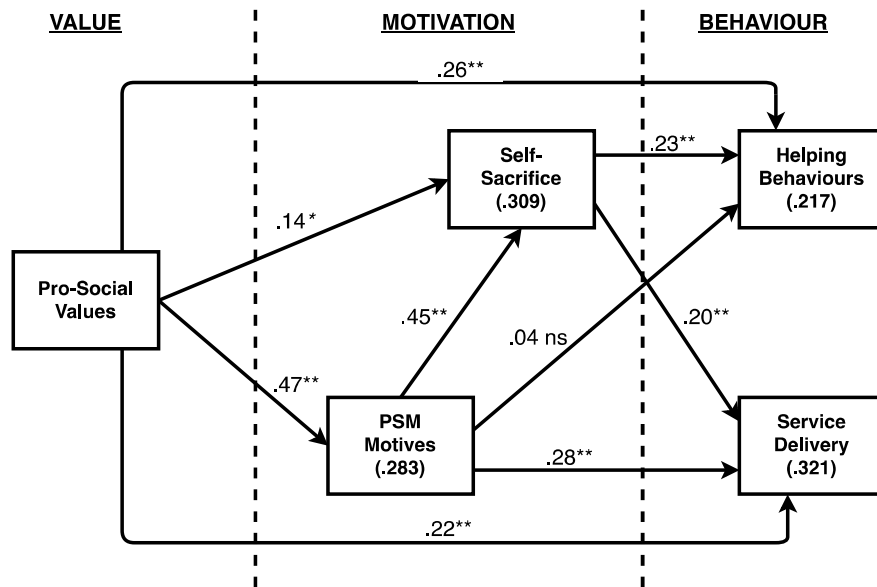 VALUE
MOTIVATION
BEHAVIOUR
.26**
Self-
Sacrifice
(.309)
.23**
Helping
Behaviours
(.217)
.14*
Pro-Social
Values
.45**
.04 ns
.20**
.47**
PSM
Motives
(.283)
.28**
Service
Delivery
(.321)
.22**